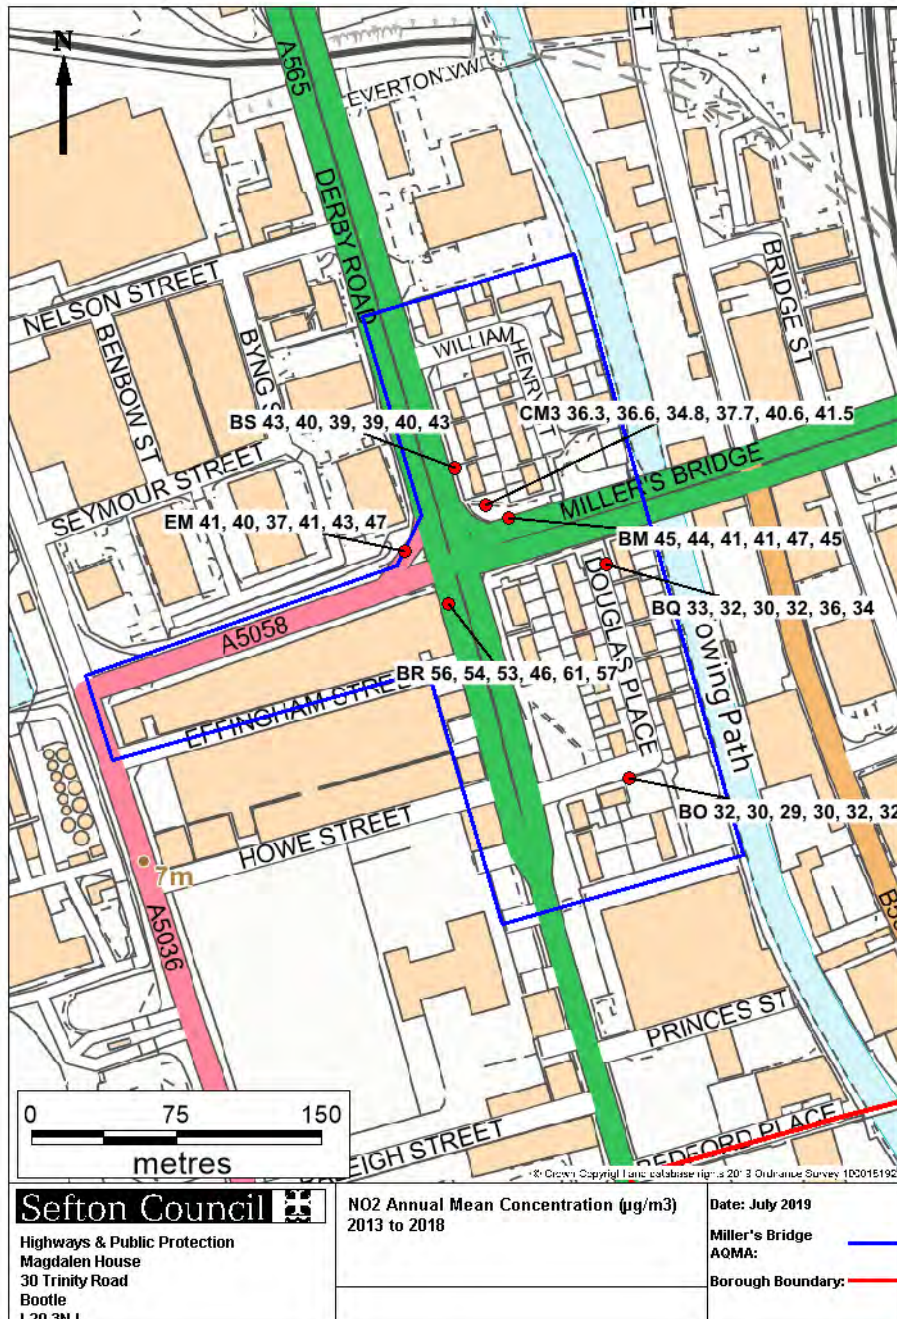 N
A565
EVERTON VW
DERBY ROAD
NELSON STREET
BENBOW ST
BYNG S
BRIDGE ST
WILLIAM
HENRY
BS 43, 40, 39, 39, 40, 43
CM3 36.3, 36.6, 34.8, 37.7, 40.6, 41.5
MILLER'S BRIDGE
SEYMOUR STREET
EM 41, 40, 37, 41, 43, 47
BM 45, 44, 41, 41, 47, 45
BQ 33, 32, 30, 32, 36, 34
DOUGLAS PLACE
Towing Path
A5058
BR 56, 54, 53, 46, 61, 57
EFFINGHAM STREE
BO 32, 30, 29, 30, 32, 32
HOWE STREET
7m
A5036
PRINCES ST
0 75 150
metres
EIGH STREET
BEDFORD PLACE
Sefton Council
Highways & Public Protection
Magdalen House
30 Trinity Road
Bootle
NO2 Annual Mean Concentration (µg/m3)
2013 to 2018
Date: July 2019
Miller's Bridge
AQMA:
Borough Boundary: